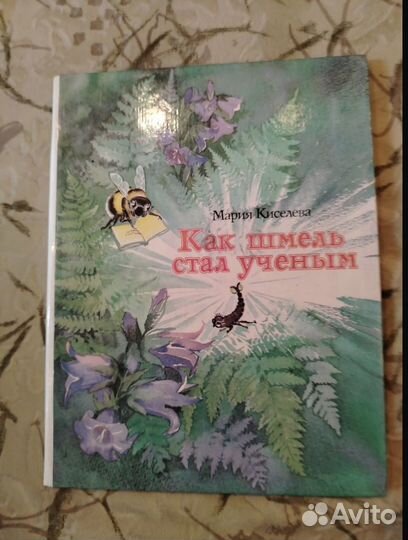 Мария Киселева
Как шмель
стал ученым
Avito